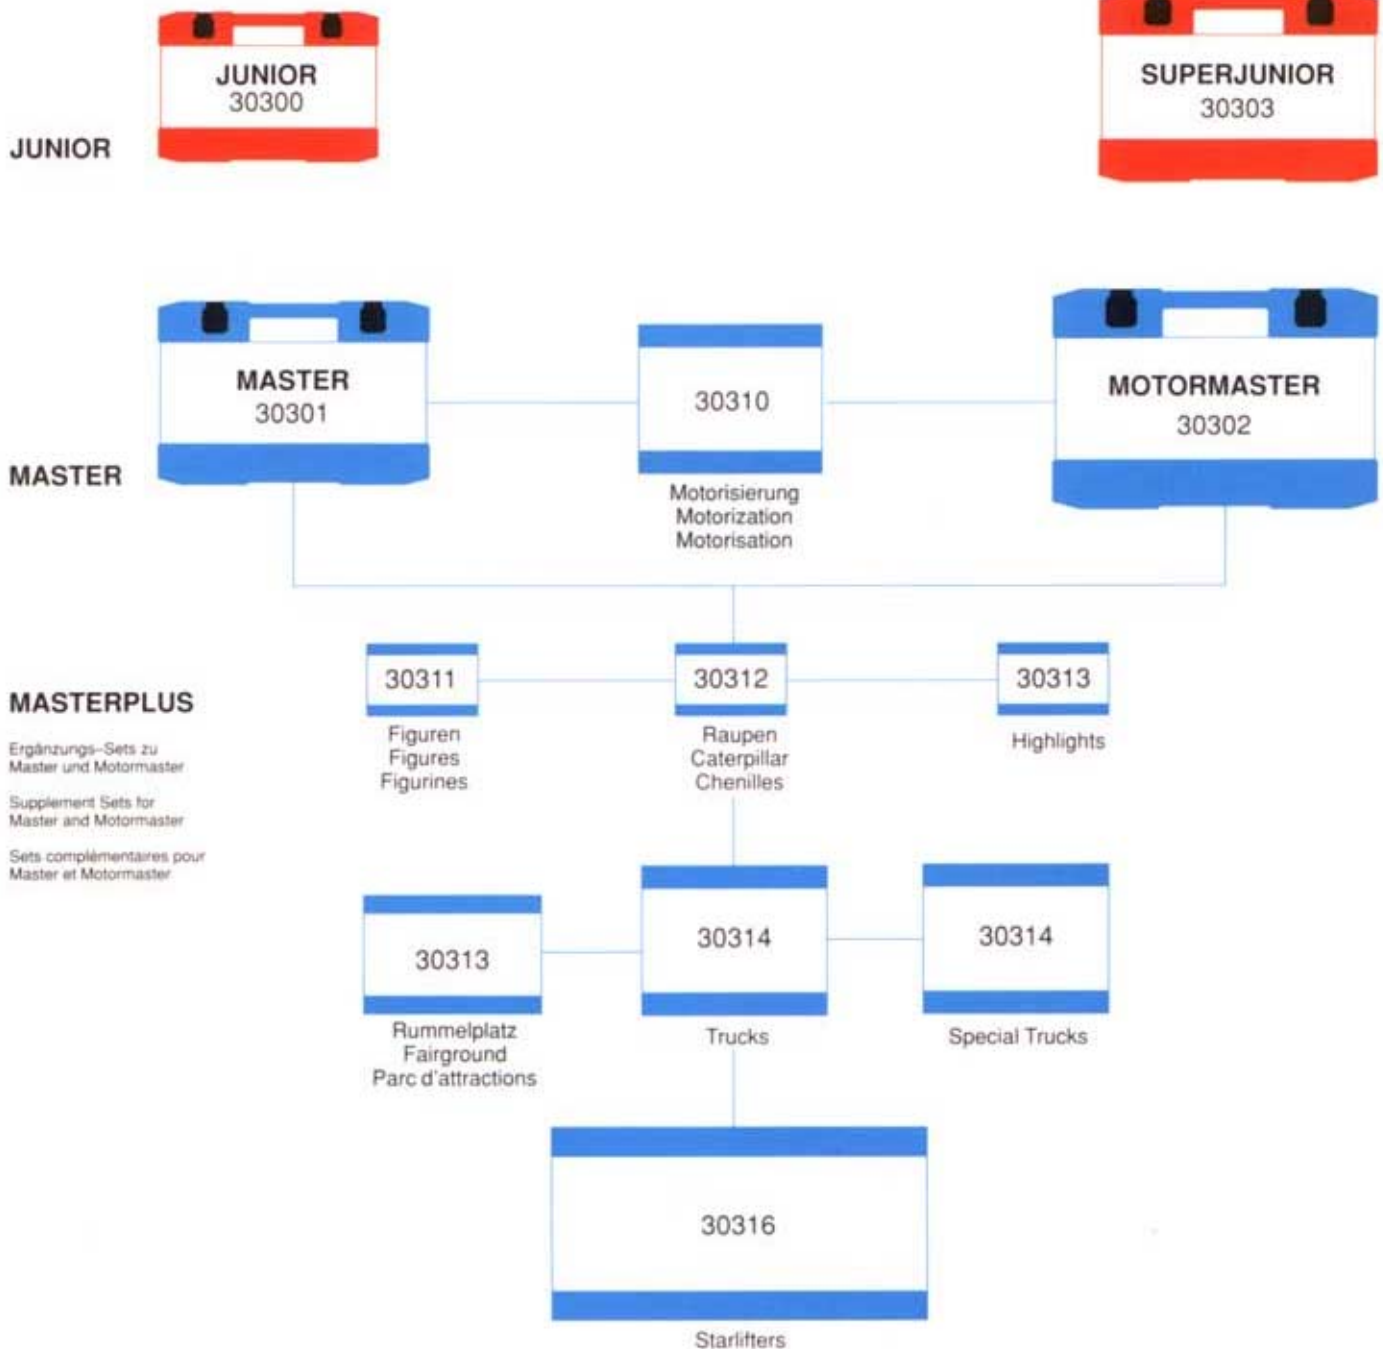 JUNIOR
30300
SUPERJUNIOR
30303
JUNIOR
MASTER
30301
30310
MOTORMASTER
30302
MASTER
Motorisierung
Motorization
Motorisation
30311
30312
30313
MASTERPLUS
Figuren
Figures
Figurines
Raupen
Caterpillar
Chenilles
Highlights
Ergänzungs-Sets zu
Master und Motormaster
Supplement Sets for
Master and Motormaster
Sets complémentaires pour
Master et Motormaster
30313
30314
30314
Rummelplatz
Fairground
Parc d'attractions
Trucks
Special Trucks
30316
Starlifters